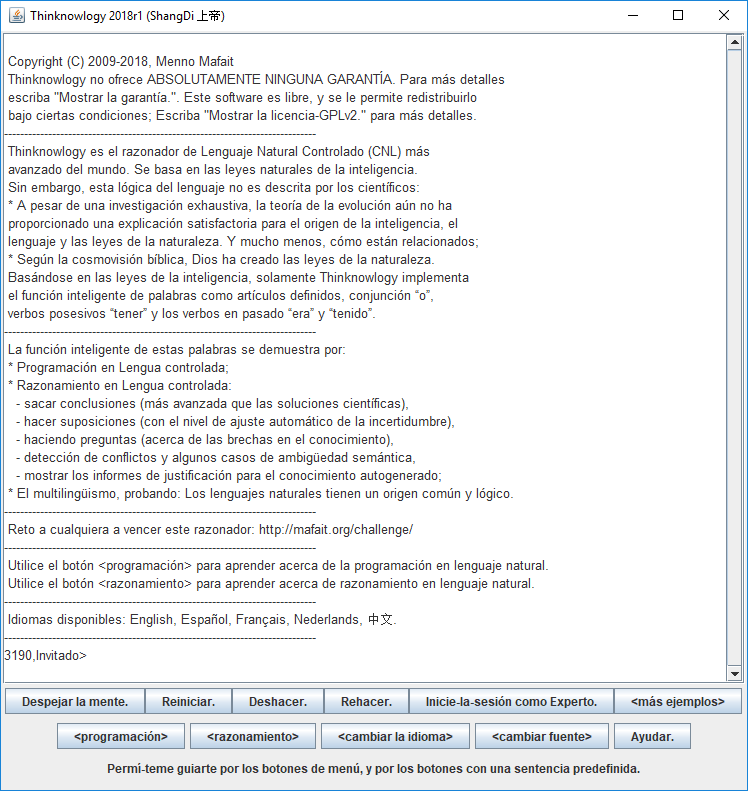 Thinknowlogy 2018r1 (ShangDi 上帝)
Copyright (C) 2009-2018, Menno Mafait
Thinknowlogy no ofrece ABSOLUTAMENTE NINGUNA GARANTÍA. Para más detalles
escriba "Mostrar la garantía.". Este software es libre, y se le permite redistribuirlo
bajo ciertas condiciones; Escriba "Mostrar la licencia-GPLv2." para más detalles.
--------------------------------------------------------------------------------
Thinknowlogy es el razonador de Lenguaje Natural Controlado (CNL) más
avanzado del mundo. Se basa en las leyes naturales de la inteligencia.
Sin embargo, esta lógica del lenguaje no es descrita por los científicos:
* A pesar de una investigación exhaustiva, la teoría de la evolución aún no ha
proporcionado una explicación satisfactoria para el origen de la inteligencia, el
lenguaje y las leyes de la naturaleza. Y mucho menos, cómo están relacionados;
* Según la cosmovisión bíblica, Dios ha creado las leyes de la naturaleza.
Basándose en las leyes de la inteligencia, solamente Thinknowlogy implementa
el función inteligente de palabras como artículos definidos, conjunción “o”,
verbos posesivos “tener” y los verbos en pasado “era” y “tenido”.
--------------------------------------------------------------------------------
La función inteligente de estas palabras se demuestra por:
* Programación en Lengua controlada;
* Razonamiento en Lengua controlada:
- sacar conclusiones (más avanzada que las soluciones científicas),
- hacer suposiciones (con el nivel de ajuste automático de la incertidumbre),
- haciendo preguntas (acerca de las brechas en el conocimiento),
- detección de conflictos y algunos casos de ambigüedad semántica,
- mostrar los informes de justificación para el conocimiento autogenerado;
* El multilingüismo, probando: Los lenguajes naturales tienen un origen común y lógico.
--------------------------------------------------------------------------------
Reto a cualquiera a vencer este razonador: http://mafait.org/challenge/
--------------------------------------------------------------------------------
Utilice el botón <programación> para aprender acerca de la programación en lenguaje natural.
Utilice el botón <razonamiento> para aprender acerca de razonamiento en lenguaje natural.
--------------------------------------------------------------------------------
Idiomas disponibles: English, Español, Français, Nederlands, 中文.
--------------------------------------------------------------------------------
3190,Invitado>
Despejar la mente. Reiniciar. Deshacer. Rehacer. Inicie-la-sesión como Experto. <más ejemplos>
<programación> <razonamiento> <cambiar la idioma> <cambiar fuente> Ayudar.
Permí-teme guiarte por los botones de menú, y por los botones con una sentencia predefinida.